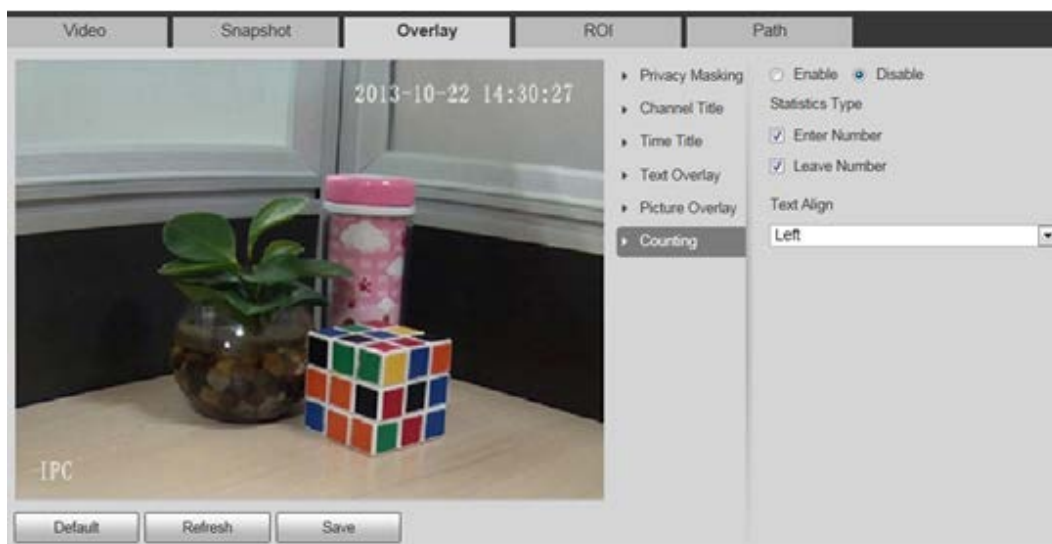 Video
Snapshot
Overlay
ROI
Path
2013-10-22 14:30:27
IPC
Privacy Masking
Channel Title
Time Title
Text Overlay
Picture Overlay
Counting
Enable
Disable
Statistics Type
Enter Number
Leave Number
Text Align
Left
Default
Refresh
Save